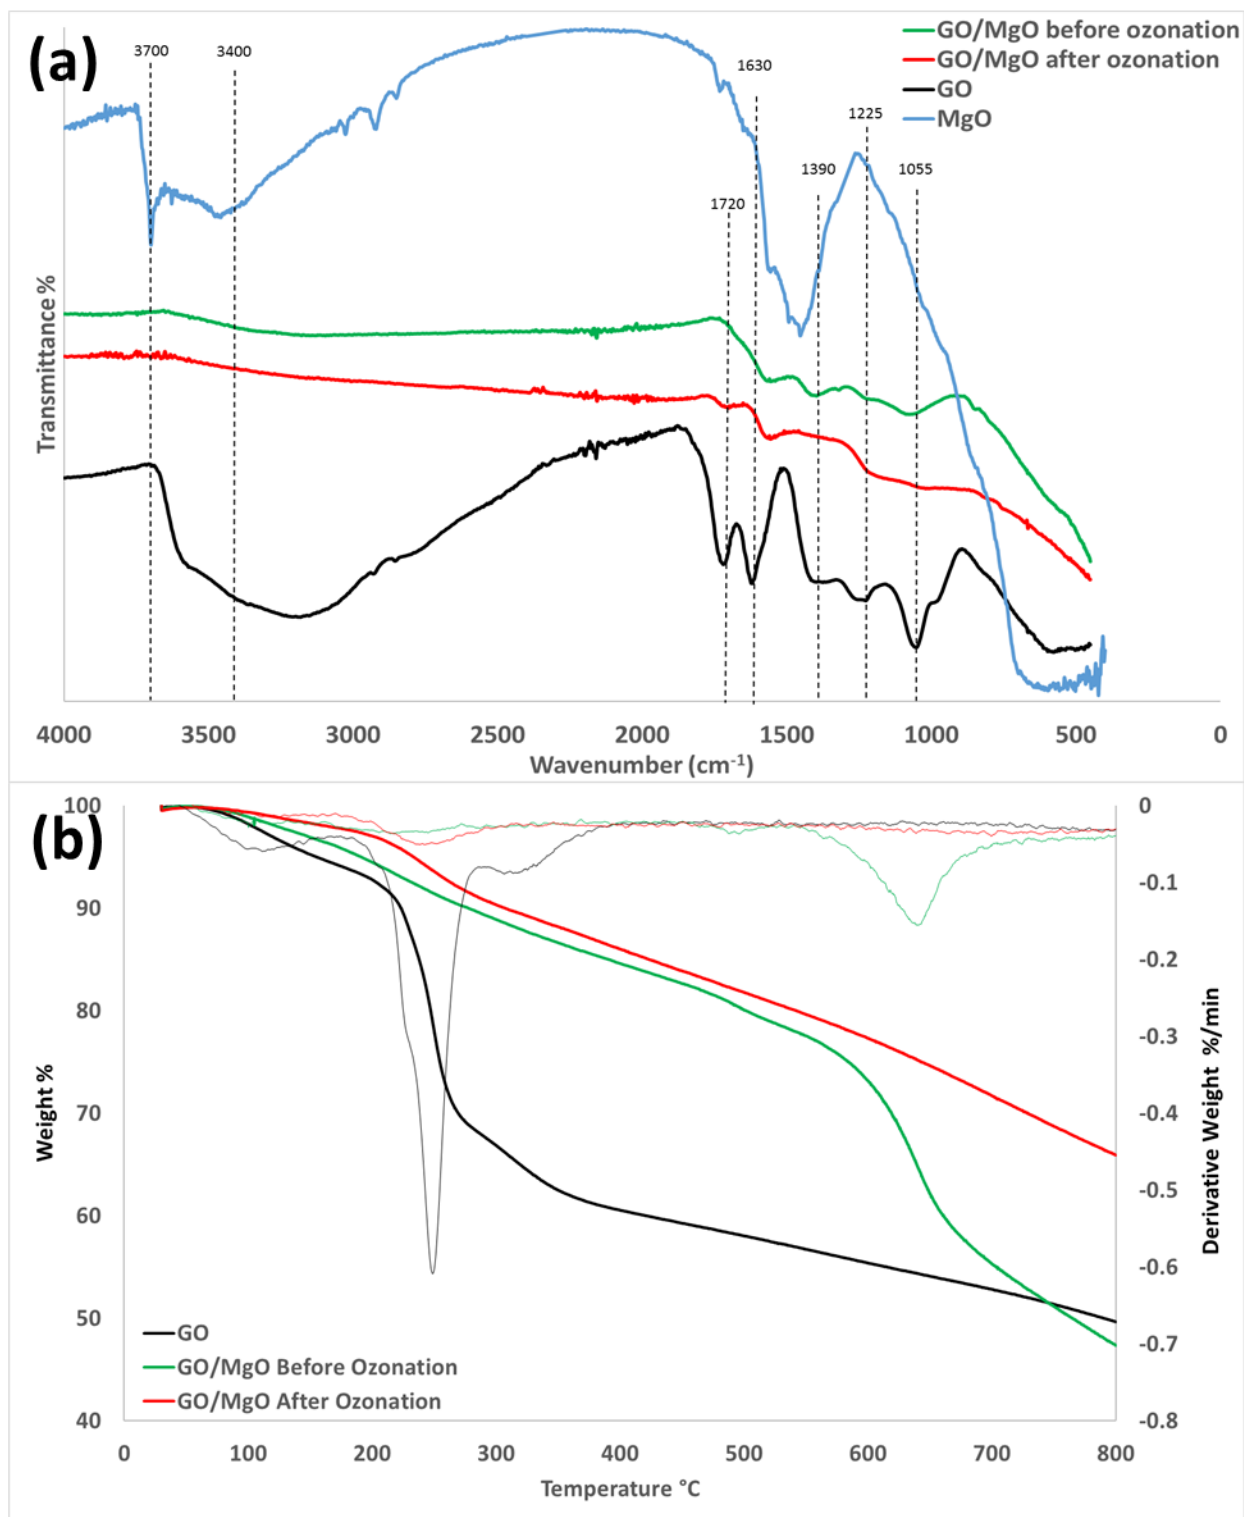 (a)
3700
3400
1630
1225
1390
1055
1720
GO/MgO before ozonation
GO/MgO after ozonation
GO
MgO
Transmittance %
4000 3500 3000 2500 2000 1500 1000 500 0
Wavenumber (cm⁻¹)
(b)
100
90
80
70
60
50
40
Weight %
0
-0.1
-0.2
-0.3
-0.4
-0.5
-0.6
-0.7
-0.8
Derivative Weight %/min
GO
GO/MgO Before Ozonation
GO/MgO After Ozonation
0 100 200 300 400 500 600 700 800
Temperature °C